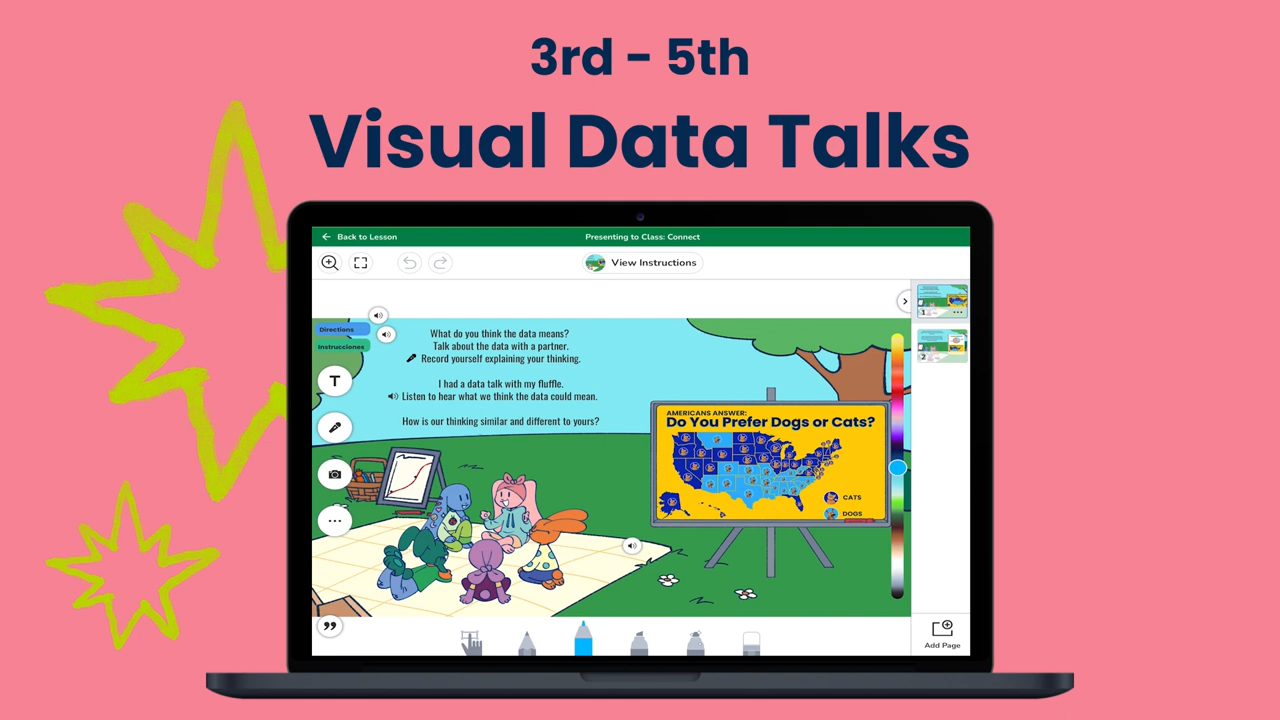 3rd - 5th
Visual Data Talks
Back to Lesson
Presenting to Class: Connect
View Instructions
Directions
Instrucciones
What do you think the data means?
Talk about the data with a partner.
Record yourself explaining your thinking.
I had a data talk with my fluffle.
Listen to hear what we think the data could mean.
How is our thinking similar and different to yours?
T
AMERICANS ANSWER:
Do You Prefer Dogs or Cats?
CATS
DOGS
1
2
Add Page